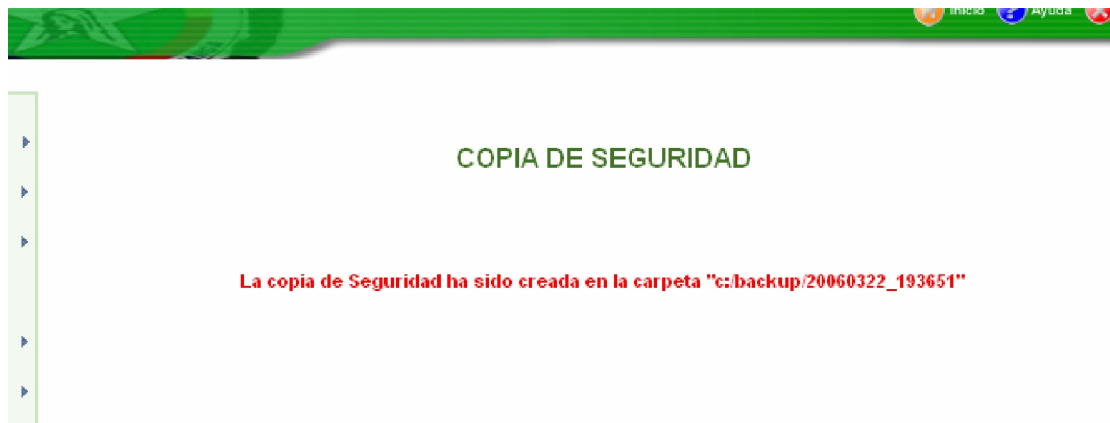 Inicio Ayuda
COPIA DE SEGURIDAD
La copia de Seguridad ha sido creada en la carpeta "c:/backup/20060322_193651"